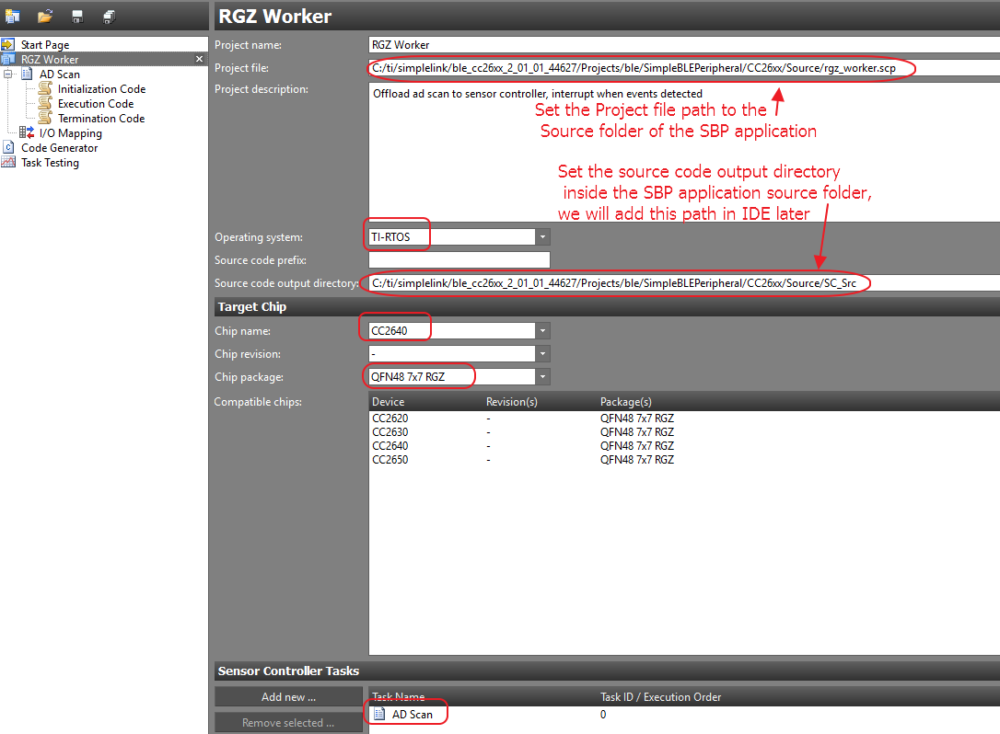 RGZ Worker
Start Page
RGZ Worker
AD Scan
Initialization Code
Execution Code
Termination Code
I/O Mapping
Code Generator
Task Testing
Project name: RGZ Worker
Project file: C:/ti/simplelink/ble_cc26xx_2_01_01_44627/Projects/ble/SimpleBLEPeripheral/CC26xx/Source/rgz_worker.scp
Project description: Offload ad scan to sensor controller, interrupt when events detected
Set the Project file path to the
Source folder of the SBP application
Set the source code output directory
inside the SBP application source folder,
we will add this path in IDE later
Operating system: TI-RTOS
Source code prefix:
Source code output directory: C:/ti/simplelink/ble_cc26xx_2_01_01_44627/Projects/ble/SimpleBLEPeripheral/CC26xx/Source/SC_Src
Target Chip
Chip name: CC2640
Chip revision: -
Chip package: QFN48 7x7 RGZ
Compatible chips:
Device Revision(s) Package(s)
CC2620 - QFN48 7x7 RGZ
CC2630 - QFN48 7x7 RGZ
CC2640 - QFN48 7x7 RGZ
CC2650 - QFN48 7x7 RGZ
Sensor Controller Tasks
Add new ...
Remove selected ...
Task Name Task ID / Execution Order
AD Scan 0